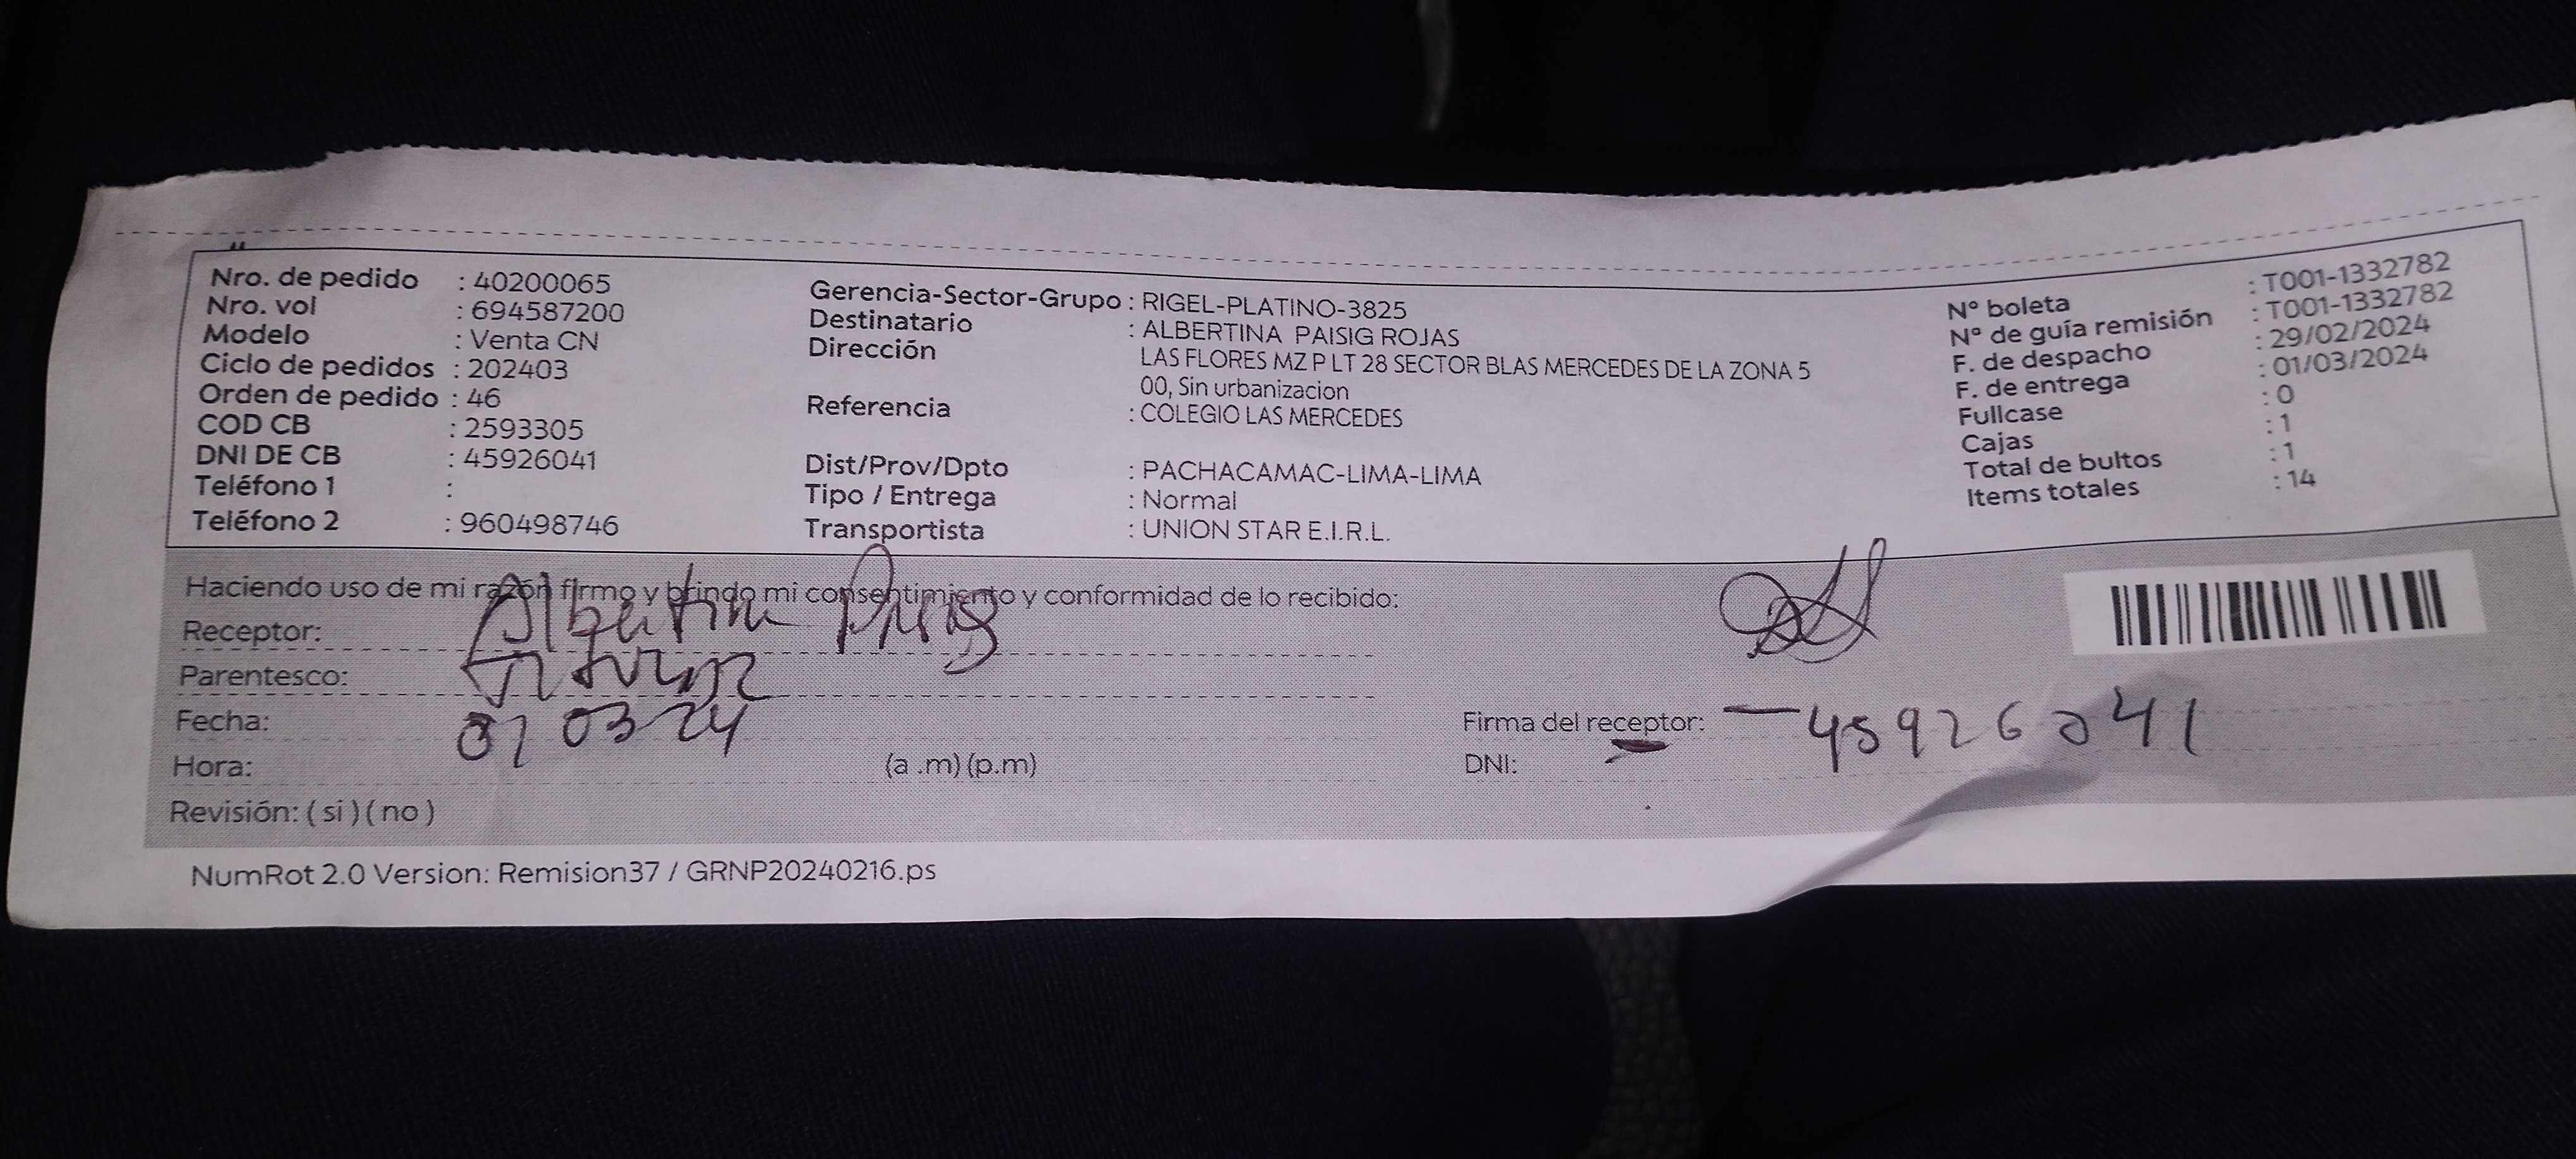 Nro. de pedido : 40200065
Nro. vol : 694587200
Modelo : Venta CN
Ciclo de pedidos : 202403
Orden de pedido : 46
COD CB : 2593305
DNI DE CB : 45926041
Teléfono 1 :
Teléfono 2 : 960498746
Gerencia-Sector-Grupo : RIGEL-PLATINO-3825
Destinatario : ALBERTINA PAISIG ROJAS
Dirección LAS FLORES MZ P LT 28 SECTOR BLAS MERCEDES DE LA ZONA 5
00, Sin urbanizacion
Referencia : COLEGIO LAS MERCEDES
Dist/Prov/Dpto : PACHACAMAC-LIMA-LIMA
Tipo / Entrega : Normal
Transportista : UNION STAR E.I.R.L.
N° boleta : T001-1332782
N° de guía remisión : T001-1332782
F. de despacho : 29/02/2024
F. de entrega : 01/03/2024
Fullcase : 0
Cajas : 1
Total de bultos : 1
Items totales : 14
Haciendo uso de mi razón firmo y brindo mi consentimiento y conformidad de lo recibido:
Receptor: Albertina
Parentesco:
Fecha: 01 03 24
Hora: (a .m) (p.m)
Revisión: ( si ) ( no )
Firma del receptor: 45926041
DNI:
NumRot 2.0 Version: Remision37 / GRNP20240216.ps